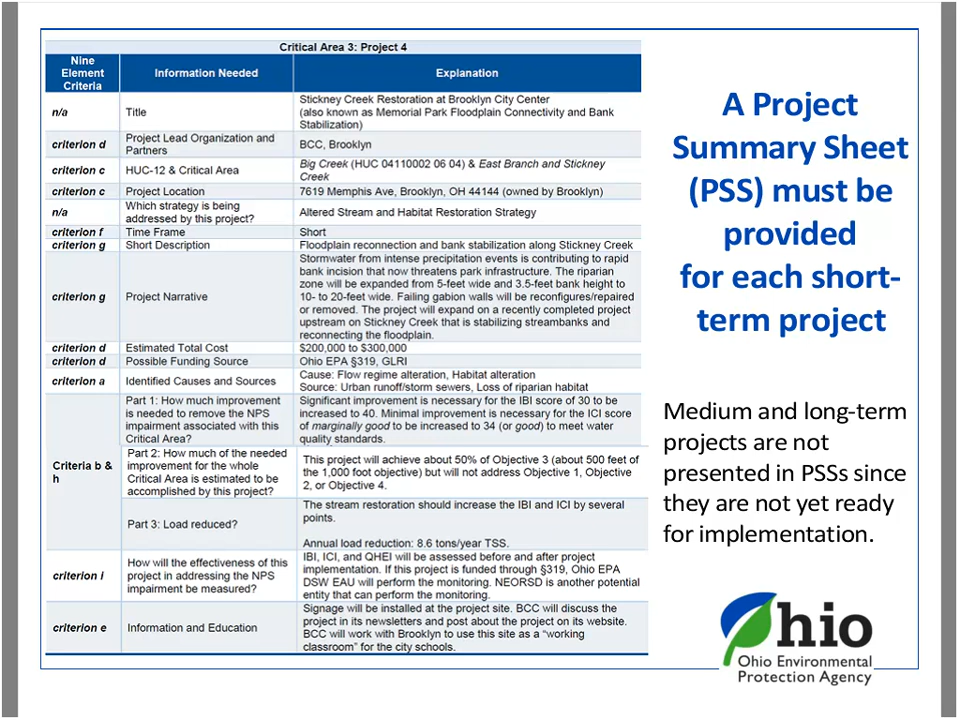 Critical Area 3: Project 4
Nine
Element
Criteria
Information Needed
Explanation
n/a
Title
Stickney Creek Restoration at Brooklyn City Center
(also known as Memorial Park Floodplain Connectivity and Bank
Stabilization)
criterion d
Project Lead Organization and
Partners
BCC, Brooklyn
criterion c
HUC-12 & Critical Area
Big Creek (HUC 04110002 06 04) & East Branch and Stickney
Creek
criterion c
Project Location
7619 Memphis Ave, Brooklyn, OH 44144 (owned by Brooklyn)
n/a
Which strategy is being
addressed by this project?
Altered Stream and Habitat Restoration Strategy
criterion f
Time Frame
Short
criterion g
Short Description
Floodplain reconnection and bank stabilization along Stickney Creek
criterion g
Project Narrative
Stormwater from intense precipitation events is contributing to rapid
bank incision that now threatens park infrastructure. The riparian
zone will be expanded from 5-feet wide and 3.5-feet bank height to
10- to 20-feet wide. Failing gabion walls will be reconfigures/repaired
or removed. The project will expand on a recently completed project
upstream on Stickney Creek that is stabilizing streambanks and
reconnecting the floodplain.
criterion d
Estimated Total Cost
$200,000 to $300,000
criterion d
Possible Funding Source
Ohio EPA §319, GLRI
criterion a
Identified Causes and Sources
Cause: Flow regime alteration, Habitat alteration
Source: Urban runoff/storm sewers, Loss of riparian habitat
Criteria b &
h
Part 1: How much improvement
is needed to remove the NPS
impairment associated with this
Critical Area?
Significant improvement is necessary for the IBI score of 30 to be
increased to 40. Minimal improvement is necessary for the ICI score
of marginally good to be increased to 34 (or good) to meet water
quality standards.
Part 2: How much of the needed
improvement for the whole
Critical Area is estimated to be
accomplished by this project?
This project will achieve about 50% of Objective 3 (about 500 feet of
the 1,000 foot objective) but will not address Objective 1, Objective
2, or Objective 4.
Part 3: Load reduced?
The stream restoration should increase the IBI and ICI by several
points.
Annual load reduction: 8.6 tons/year TSS.
criterion i
How will the effectiveness of this
project in addressing the NPS
impairment be measured?
IBI, ICI, and QHEI will be assessed before and after project
implementation. If this project is funded through §319, Ohio EPA
DSW EAU will perform the monitoring. NEORSD is another potential
entity that can perform the monitoring.
criterion e
Information and Education
Signage will be installed at the project site. BCC will discuss the
project in its newsletters and post about the project on its website.
BCC will work with Brooklyn to use this site as a “working
classroom” for the city schools.
A Project
Summary Sheet
(PSS) must be
provided
for each short-
term project
Medium and long-term
projects are not
presented in PSSs since
they are not yet ready
for implementation.
Ohio
Ohio Environmental
Protection Agency